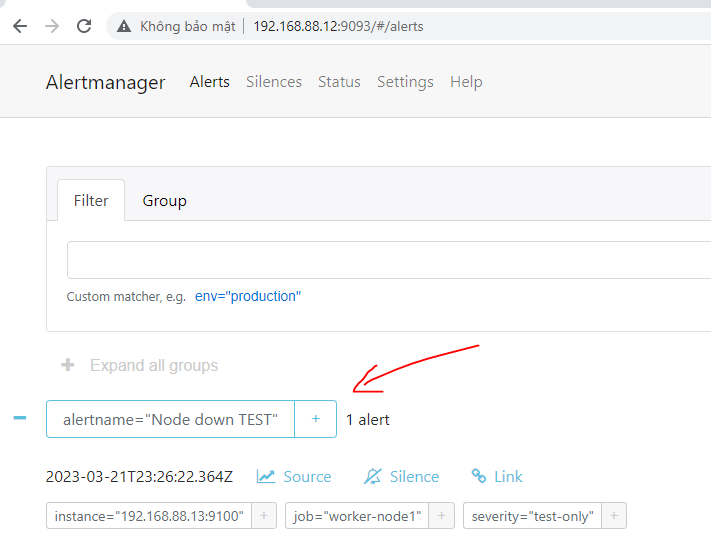 Không bảo mật 192.168.88.12:9093/#/alerts
Alertmanager Alerts Silences Status Settings Help
Filter Group
Custom matcher, e.g. env="production"
+ Expand all groups
− alertname="Node down TEST" + 1 alert
2023-03-21T23:26:22.364Z Source Silence Link
instance="192.168.88.13:9100" + job="worker-node1" + severity="test-only" +